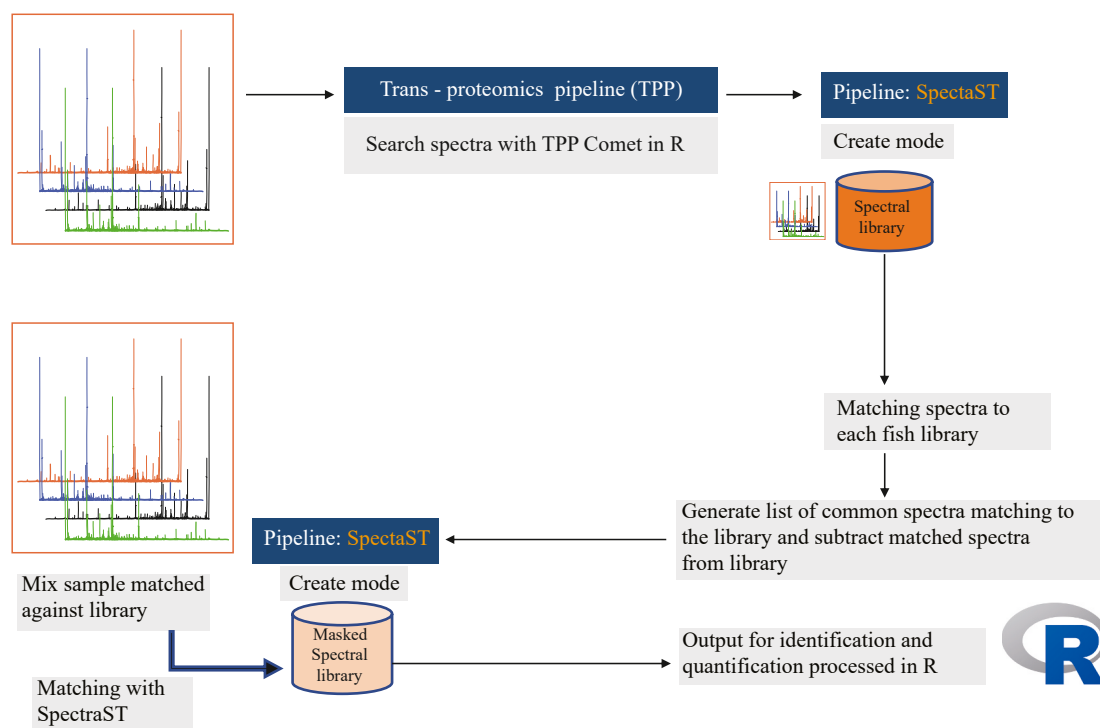 Trans - proteomics pipeline (TPP)
Search spectra with TPP Comet in R
Pipeline: SpectaST
Create mode
Spectral
library
Matching spectra to
each fish library
Generate list of common spectra matching to
the library and subtract matched spectra
from library
Pipeline: SpectaST
Create mode
Mix sample matched
against library
Masked
Spectral
library
Matching with
SpectraST
Output for identification and
quantification processed in R
R